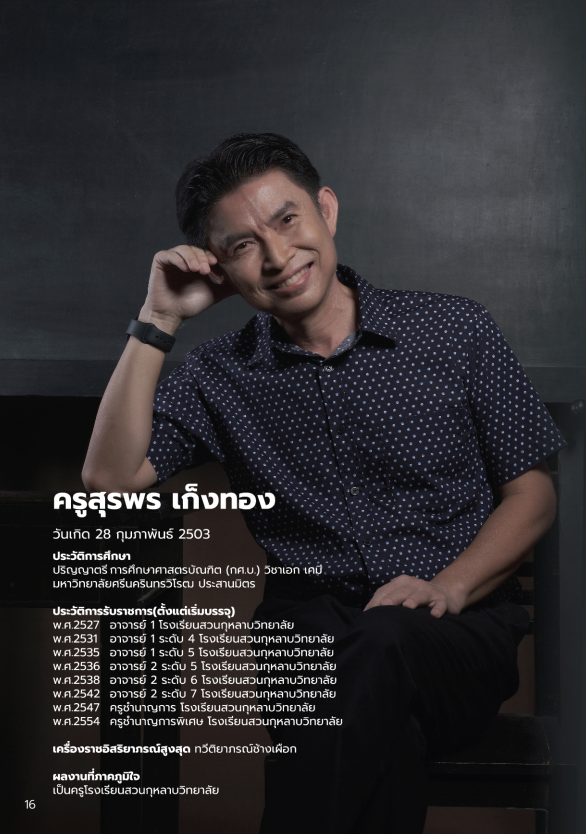 ครูสุรพร เก็งทอง
วันเกิด 28 กุมภาพันธ์ 2503
ประวัติการศึกษา
ปริญญาตรี การศึกษาศาสตรบัณฑิต (กศ.บ.) วิชาเอก เคมี
มหาวิทยาลัยศรีนครินทรวิโรฒ ประสานมิตร
ประวัติการรับราชการ(ตั้งแต่เริ่มบรรจุ)
พ.ศ.2527 อาจารย์ 1 โรงเรียนสวนกุหลาบวิทยาลัย
พ.ศ.2531 อาจารย์ 1 ระดับ 4 โรงเรียนสวนกุหลาบวิทยาลัย
พ.ศ.2535 อาจารย์ 1 ระดับ 5 โรงเรียนสวนกุหลาบวิทยาลัย
พ.ศ.2536 อาจารย์ 2 ระดับ 5 โรงเรียนสวนกุหลาบวิทยาลัย
พ.ศ.2538 อาจารย์ 2 ระดับ 6 โรงเรียนสวนกุหลาบวิทยาลัย
พ.ศ.2542 อาจารย์ 2 ระดับ 7 โรงเรียนสวนกุหลาบวิทยาลัย
พ.ศ.2547 ครูชำนาญการ โรงเรียนสวนกุหลาบวิทยาลัย
พ.ศ.2554 ครูชำนาญการพิเศษ โรงเรียนสวนกุหลาบวิทยาลัย
เครื่องราชอิสริยาภรณ์สูงสุด ทวีติยาภรณ์ช้างเผือก
ผลงานที่ภาคภูมิใจ
เป็นครูโรงเรียนสวนกุหลาบวิทยาลัย
16